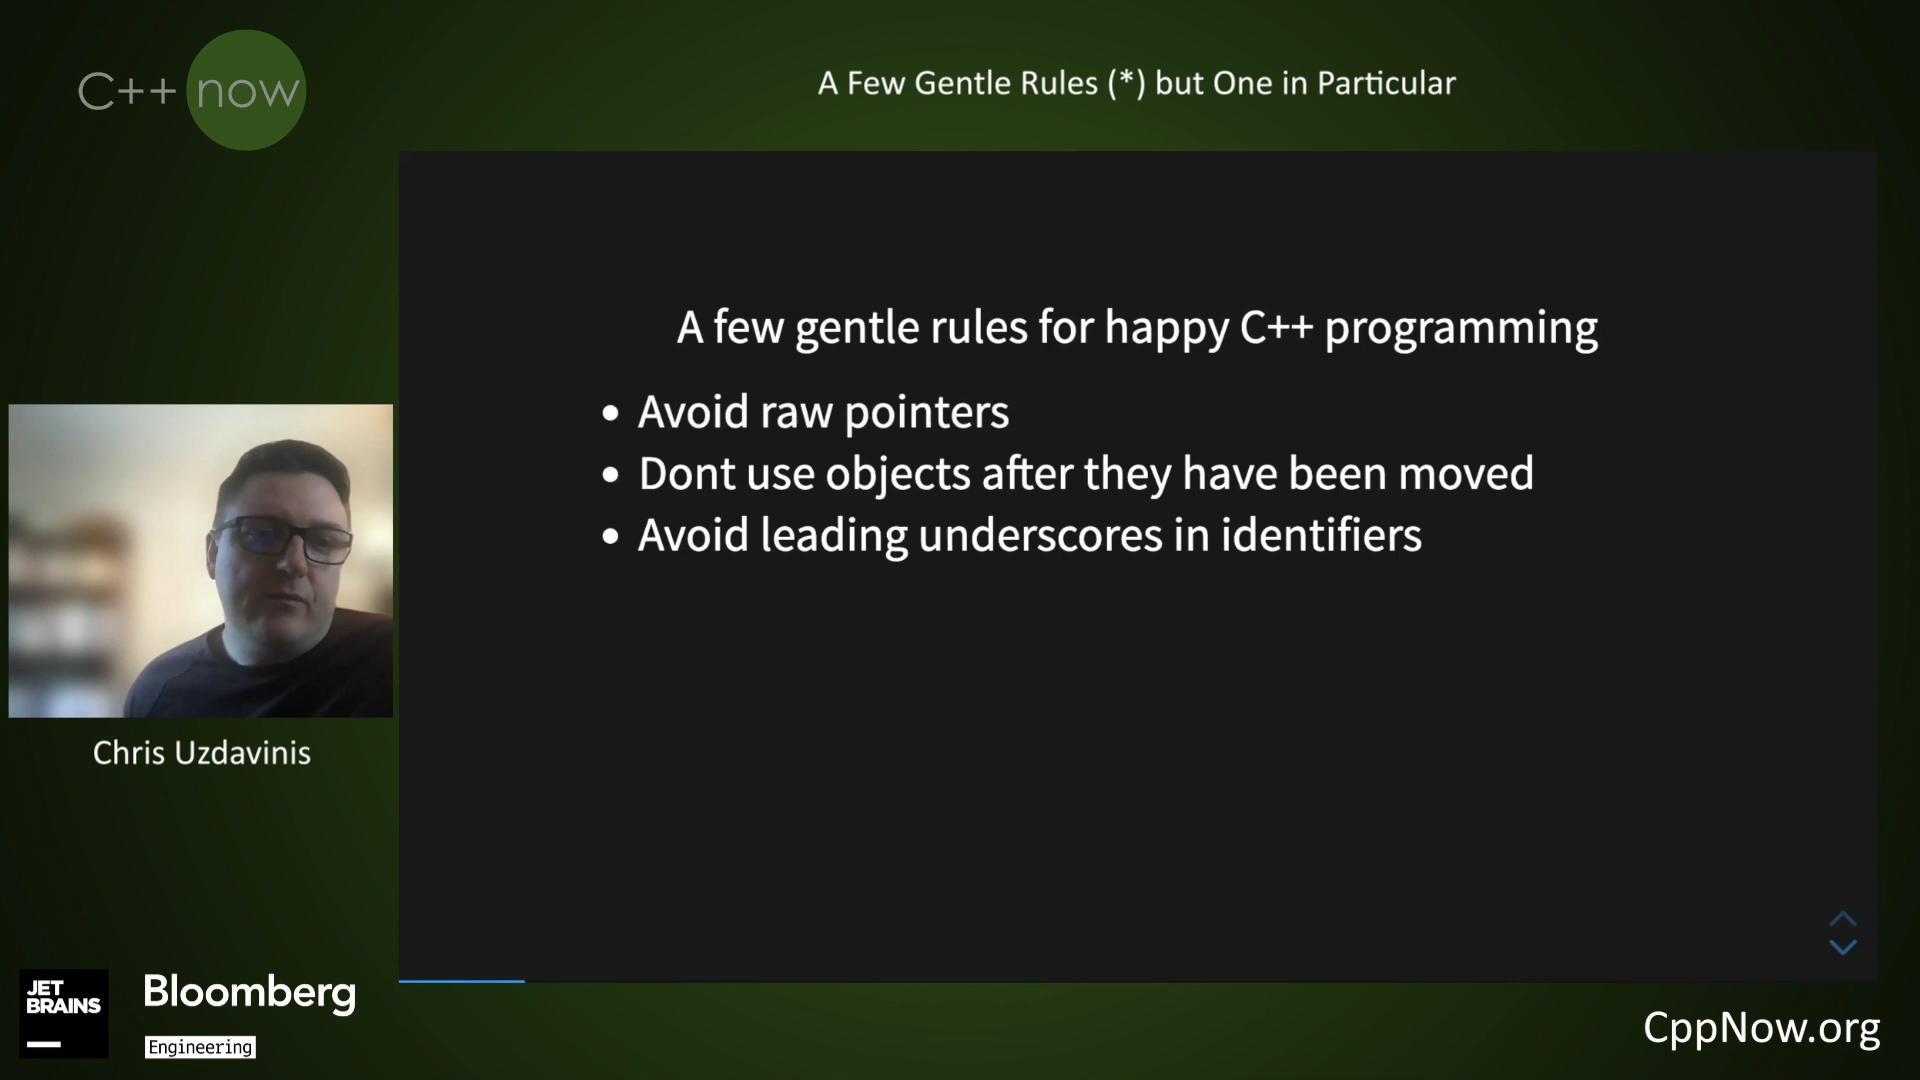 C++ now
A Few Gentle Rules (*) but One in Particular
A few gentle rules for happy C++ programming
• Avoid raw pointers
• Dont use objects after they have been moved
• Avoid leading underscores in identifiers
Chris Uzdavinis
JET
BRAINS
Bloomberg
Engineering
CppNow.org